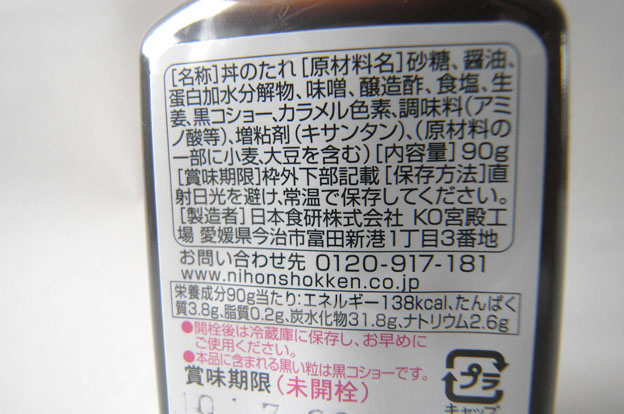 [名称]丼のたれ[原材料名]砂糖、醤油、
蛋白加水分解物、味噌、醸造酢、食塩、生
姜、黒コショー、カラメル色素、調味料(アミ
ノ酸等)、増粘剤(キサンタン)、(原材料の
一部に小麦、大豆を含む)[内容量]90g
[賞味期限]枠外下部記載[保存方法]直
射日光を避け、常温で保存してください。
[製造者]日本食研株式会社 KO宮殿工
場 愛媛県今治市富田新港1丁目3番地
お問い合わせ先 0120-917-181
www.nihonshokken.co.jp
栄養成分90g当たり:エネルギー138kcal、たんぱく
質3.8g、脂質0.2g、炭水化物31.8g、ナトリウム2.6g
●開栓後は冷蔵庫に保存し、お早めに
ご使用ください。
●本品に含まれる黒い粒は黒コショーです。
賞味期限(未開栓)
プラ
キャップ